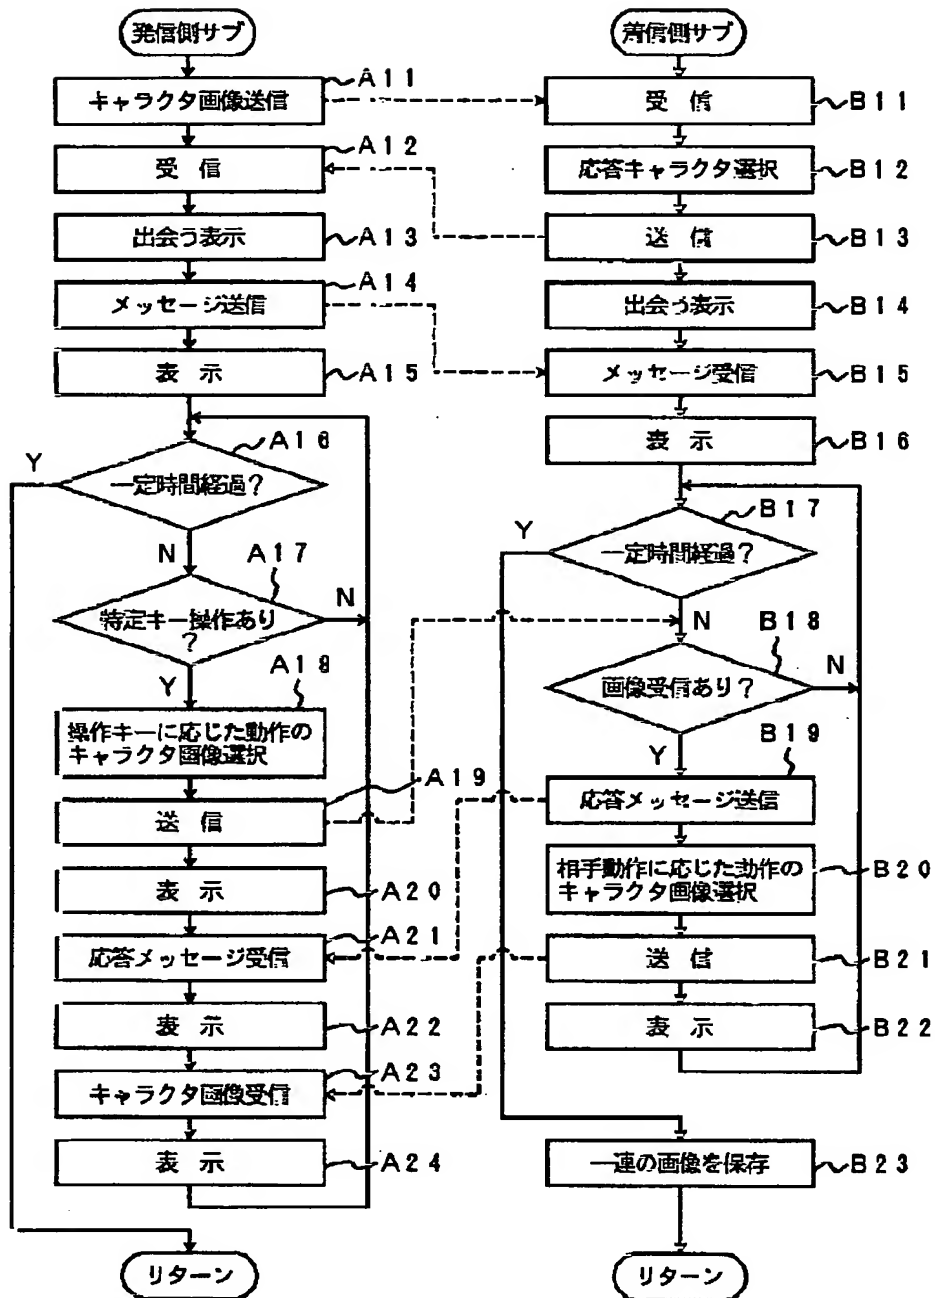 発信側サブ
キャラクタ画像送信
A11
受信
A12
出会う表示
A13
メッセージ送信
A14
表示
A15
一定時間経過?
A16
Y
N
特定キー操作あり
?
A17
N
Y
操作キーに応じた動作の
キャラクタ画像選択
A18
送信
A19
表示
A20
応答メッセージ受信
A21
表示
A22
キャラクタ画像受信
A23
表示
A24
リターン
着信側サブ
受信
B11
応答キャラクタ選択
B12
送信
B13
出会う表示
B14
メッセージ受信
B15
表示
B16
一定時間経過?
B17
Y
N
画像受信あり?
B18
N
Y
応答メッセージ送信
B19
相手動作に応じた動作の
キャラクタ画像選択
B20
送信
B21
表示
B22
一連の画像を保存
B23
リターン